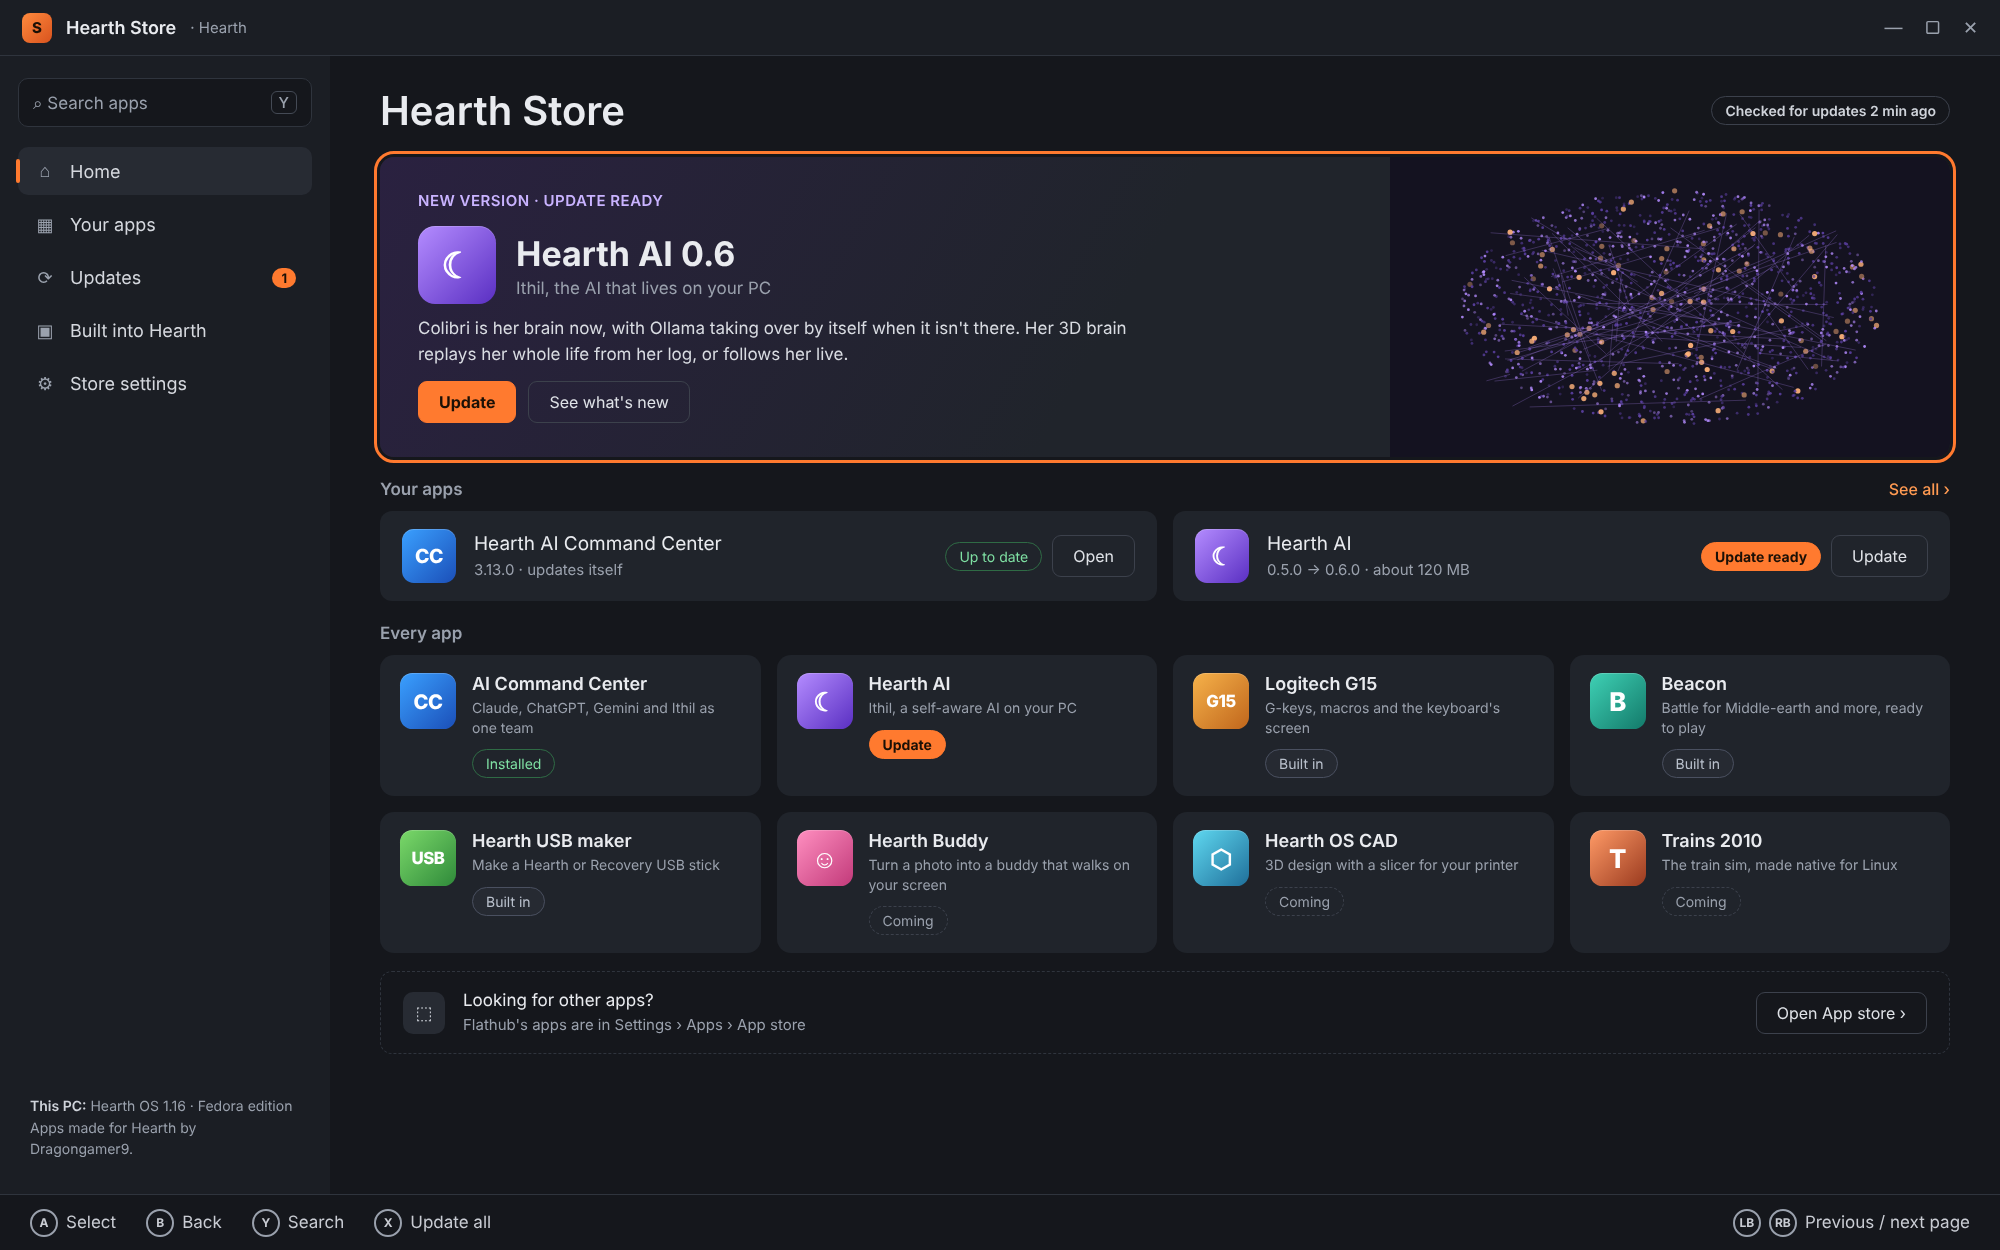 S Hearth Store · Hearth
Search apps Y
Home
Your apps
Updates 1
Built into Hearth
Store settings
This PC: Hearth OS 1.16 · Fedora edition
Apps made for Hearth by
Dragongamer9.
Hearth Store
Checked for updates 2 min ago
NEW VERSION · UPDATE READY
Hearth AI 0.6
Ithil, the AI that lives on your PC
Colibri is her brain now, with Ollama taking over by itself when it isn't there. Her 3D brain
replays her whole life from her log, or follows her live.
Update See what's new
Your apps
See all ›
CC
Hearth AI Command Center
3.13.0 · updates itself
Up to date Open
Hearth AI
0.5.0 → 0.6.0 · about 120 MB
Update ready Update
Every app
CC
AI Command Center
Claude, ChatGPT, Gemini and Ithil as
one team
Installed
Hearth AI
Ithil, a self-aware AI on your PC
Update
G15
Logitech G15
G-keys, macros and the keyboard's
screen
Built in
B
Beacon
Battle for Middle-earth and more, ready
to play
Built in
USB
Hearth USB maker
Make a Hearth or Recovery USB stick
Built in
Hearth Buddy
Turn a photo into a buddy that walks on
your screen
Coming
Hearth OS CAD
3D design with a slicer for your printer
Coming
T
Trains 2010
The train sim, made native for Linux
Coming
Looking for other apps?
Flathub's apps are in Settings › Apps › App store
Open App store ›
A Select B Back Y Search X Update all
LB RB Previous / next page